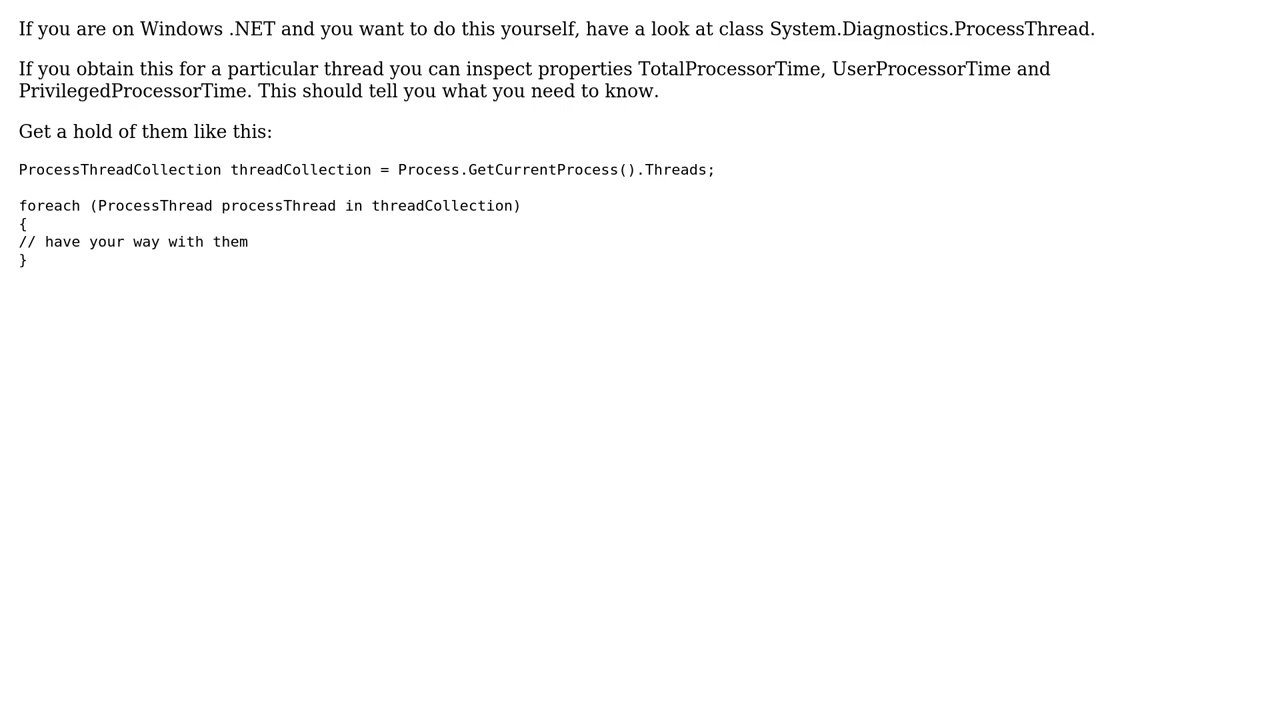 If you are on Windows .NET and you want to do this yourself, have a look at class System.Diagnostics.ProcessThread.
If you obtain this for a particular thread you can inspect properties TotalProcessorTime, UserProcessorTime and
PrivilegedProcessorTime. This should tell you what you need to know.
Get a hold of them like this:
ProcessThreadCollection threadCollection = Process.GetCurrentProcess().Threads;
foreach (ProcessThread processThread in threadCollection)
{
// have your way with them
}